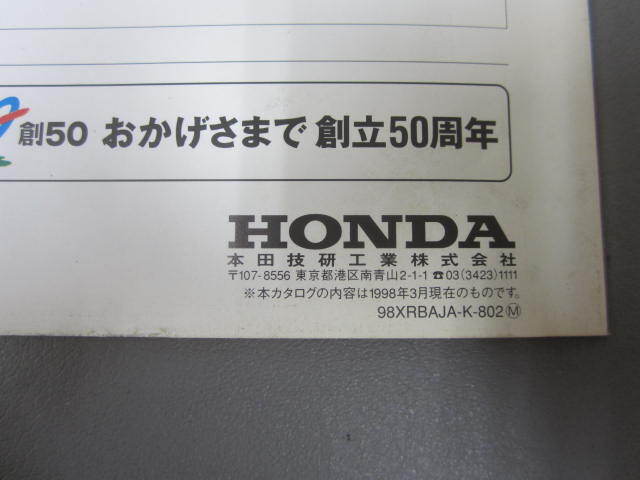 創50 おかげさまで 創立50周年
HONDA
本田技研工業株式会社
〒107-8556 東京都港区南青山2-1-1 ☎03(3423)1111
※本カタログの内容は1998年3月現在のものです。
98XRBAJA-K-802Ⓜ